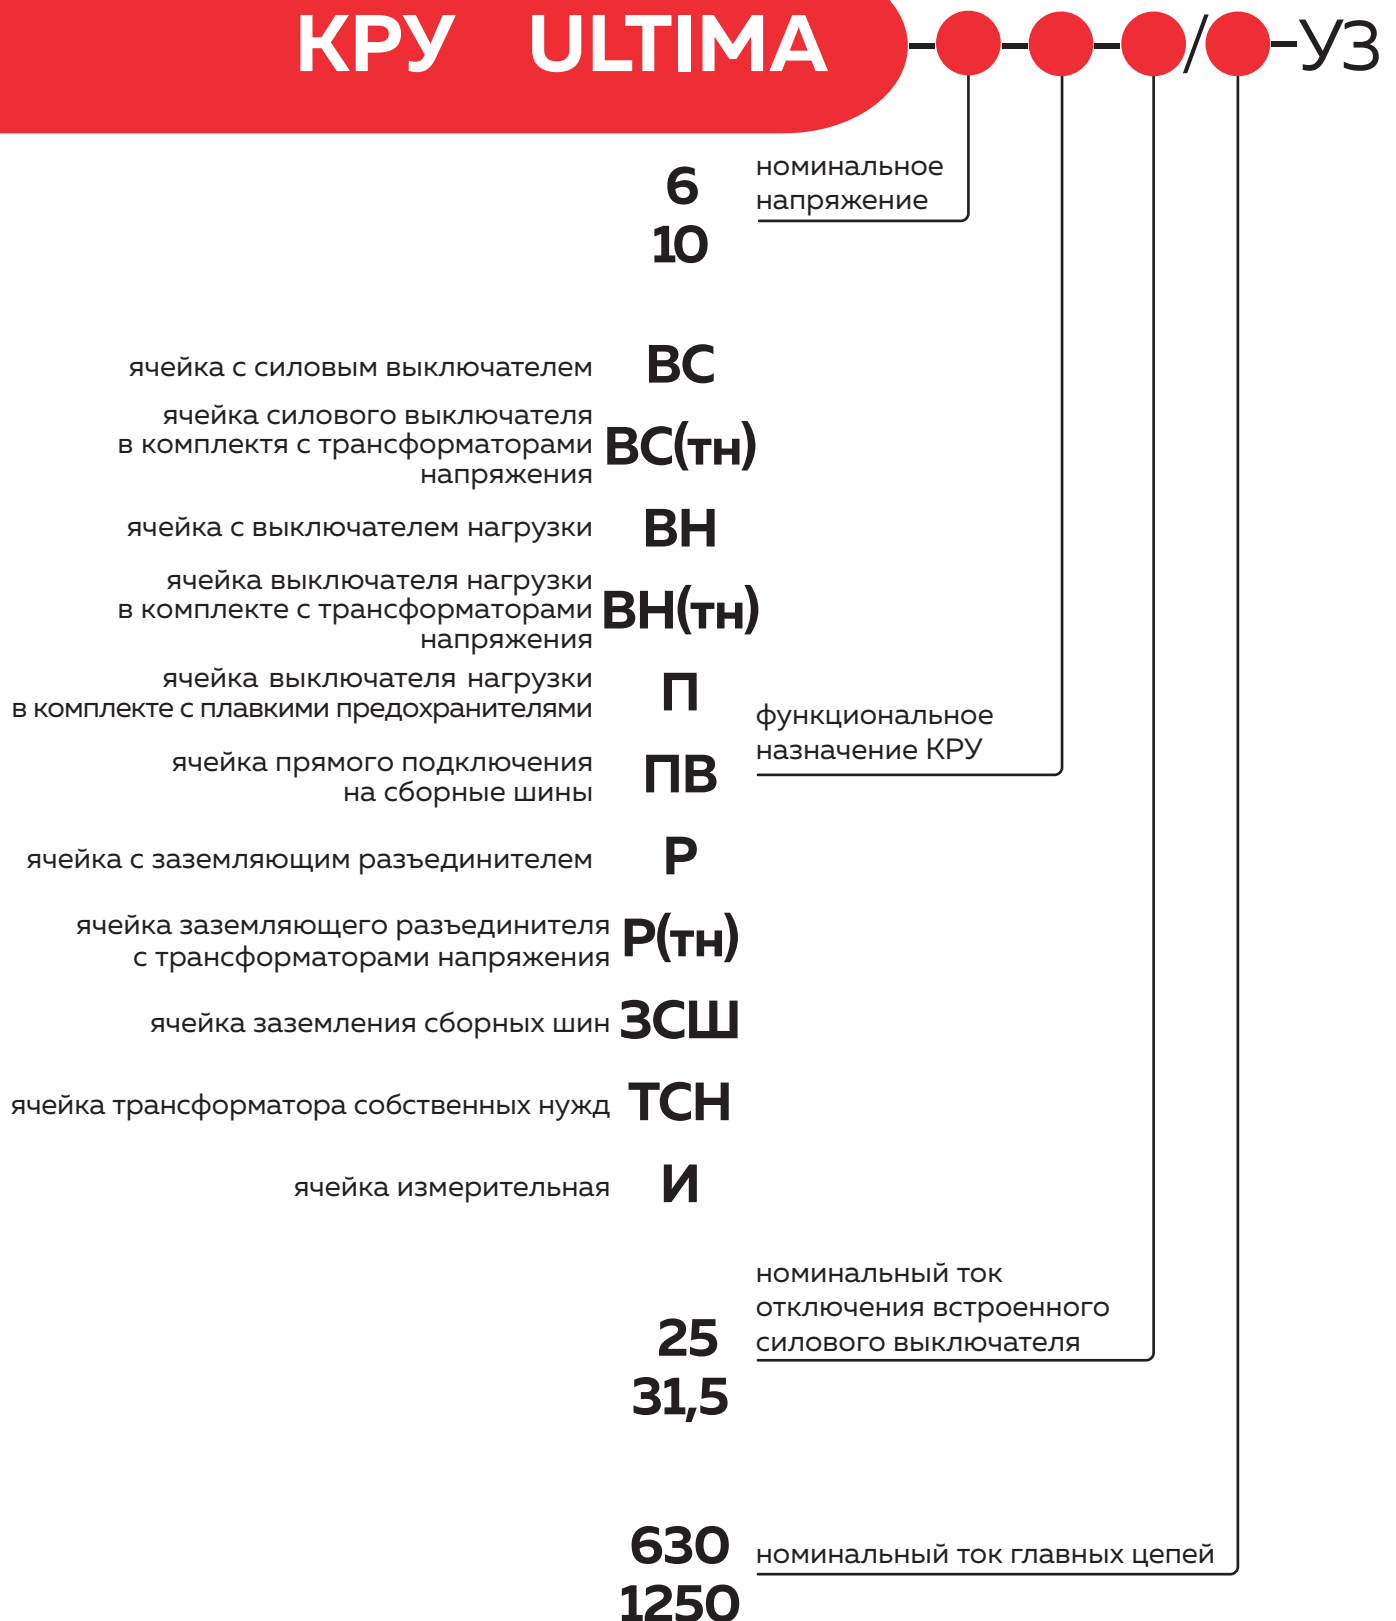 КРУ ULTIMA - - - / -У3
номинальное
напряжение
6
10
ячейка с силовым выключателем ВС
ячейка силового выключателя
в комплектя с трансформаторами
напряжения
ВС(тн)
ячейка с выключателем нагрузки ВН
ячейка выключателя нагрузки
в комплекте с трансформаторами
напряжения
ВН(тн)
ячейка выключателя нагрузки
в комплекте с плавкими предохранителями
П
функциональное
назначение КРУ
ячейка прямого подключения
на сборные шины
ПВ
ячейка с заземляющим разъединителем Р
ячейка заземляющего разъединителя
с трансформаторами напряжения
Р(тн)
ячейка заземления сборных шин ЗСШ
ячейка трансформатора собственных нужд ТСН
ячейка измерительная И
номинальный ток
отключения встроенного
силового выключателя
25
31,5
630 номинальный ток главных цепей
1250